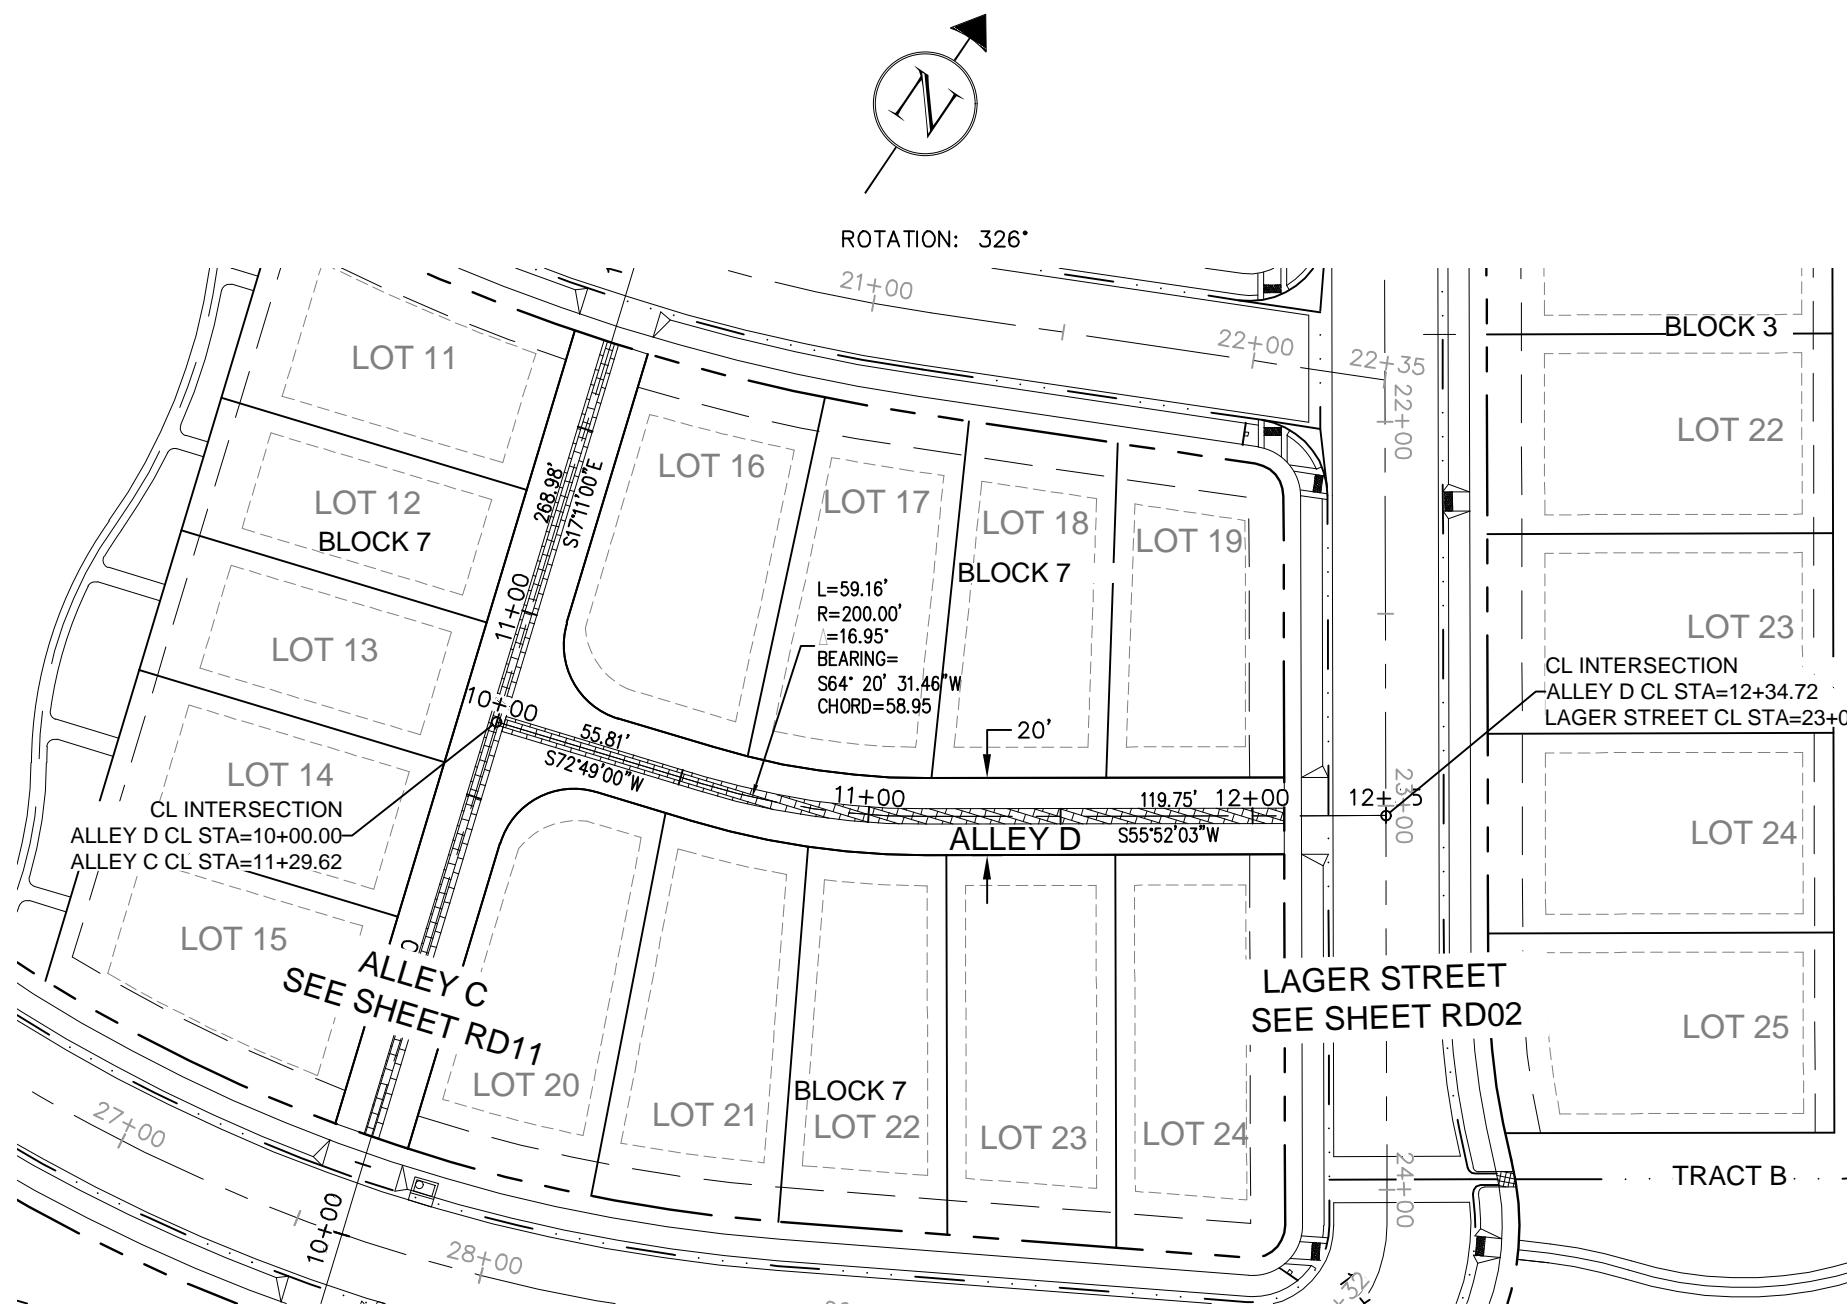 N
ROTATION: 326°
21+00
22+00
22+35
22+00
BLOCK 3
LOT 11
LOT 22
LOT 16
LOT 17
LOT 12
268.98'
S17°11'00"E
LOT 18
LOT 19
BLOCK 7
BLOCK 7
L=59.16'
R=200.00'
Δ=16.95°
BEARING=
S64° 20' 31.46"W
CHORD=58.95
11+00
LOT 13
LOT 23
CL INTERSECTION
ALLEY D CL STA=12+34.72
LAGER STREET CL STA=23+0
10+00
55.81'
S72°49'00"W
20'
LOT 14
CL INTERSECTION
ALLEY D CL STA=10+00.00
ALLEY C CL STA=11+29.62
11+00
119.75'
12+00
23+00
ALLEY D
S55°52'03"W
LOT 24
LOT 15
ALLEY C
SEE SHEET RD11
LAGER STREET
SEE SHEET RD02
LOT 25
LOT 20
BLOCK 7
LOT 21
LOT 22
LOT 23
LOT 24
27+00
10+00
28+00
24+00
TRACT B